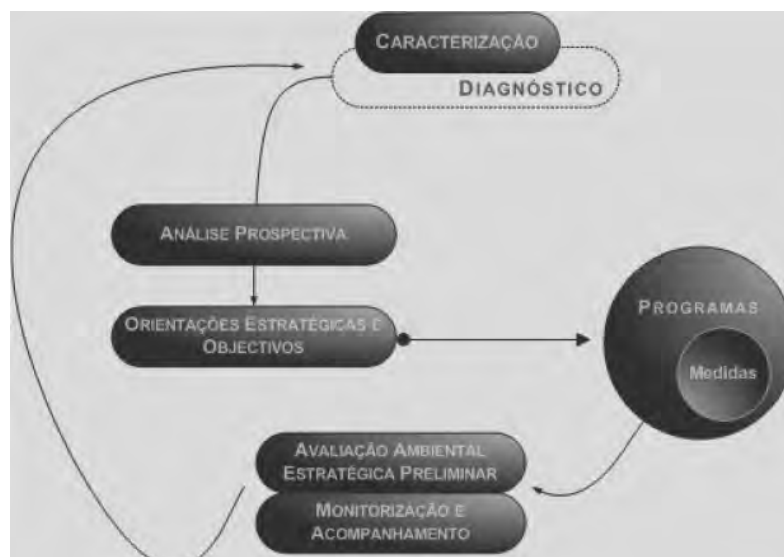 CARACTERIZAÇÃO
DIAGNÓSTICO
ANÁLISE PROSPECTIVA
ORIENTAÇÕES ESTRATÉGICAS E
OBJECTIVOS
PROGRAMAS
Medidas
AVALIAÇÃO AMBIENTAL
ESTRATÉGICA PRELIMINAR
MONITORIZAÇÃO E
ACOMPANHAMENTO